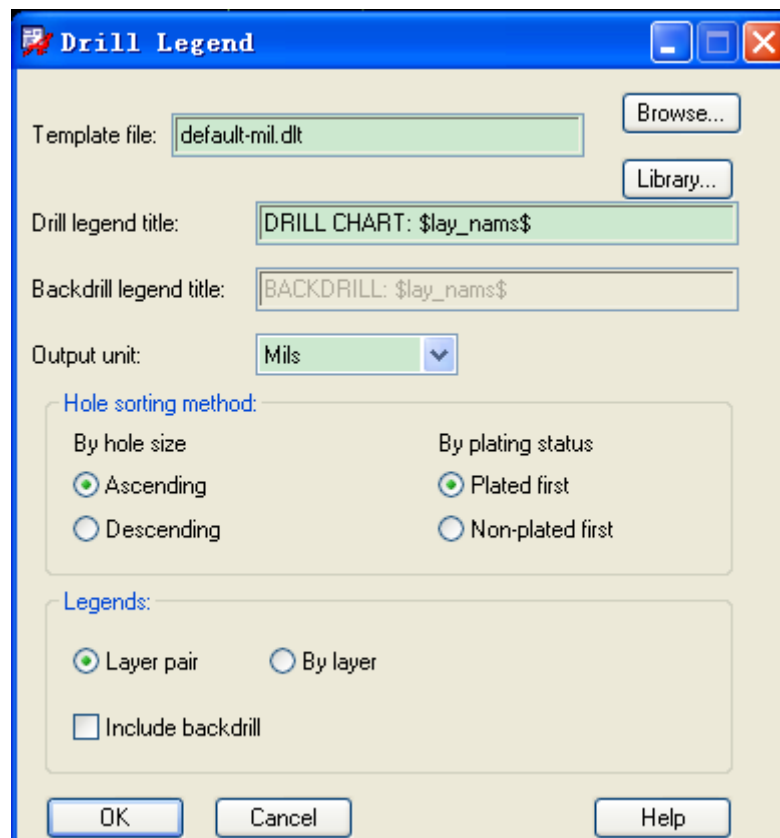 Drill Legend
Template file: default-mil.dlt Browse...
Library...
Drill legend title: DRILL CHART: $lay_nams$
Backdrill legend title: BACKDRILL: $lay_nams$
Output unit: Mils
Hole sorting method:
By hole size By plating status
Ascending Plated first
Descending Non-plated first
Legends:
Layer pair By layer
Include backdrill
OK Cancel Help